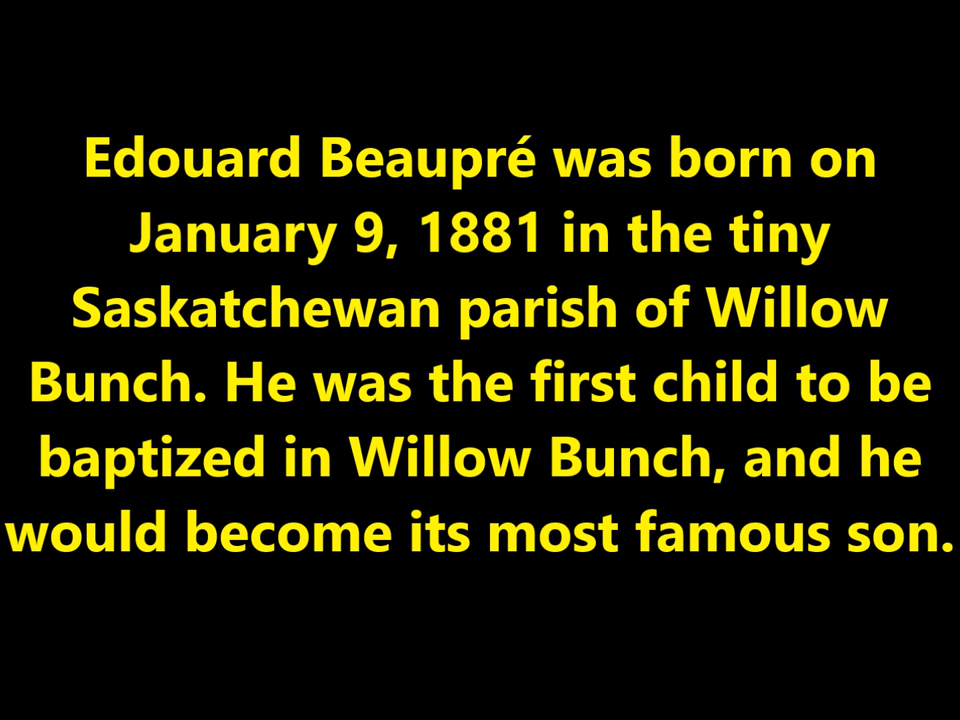 Edouard Beaupré was born on
January 9, 1881 in the tiny
Saskatchewan parish of Willow
Bunch. He was the first child to be
baptized in Willow Bunch, and he
would become its most famous son.